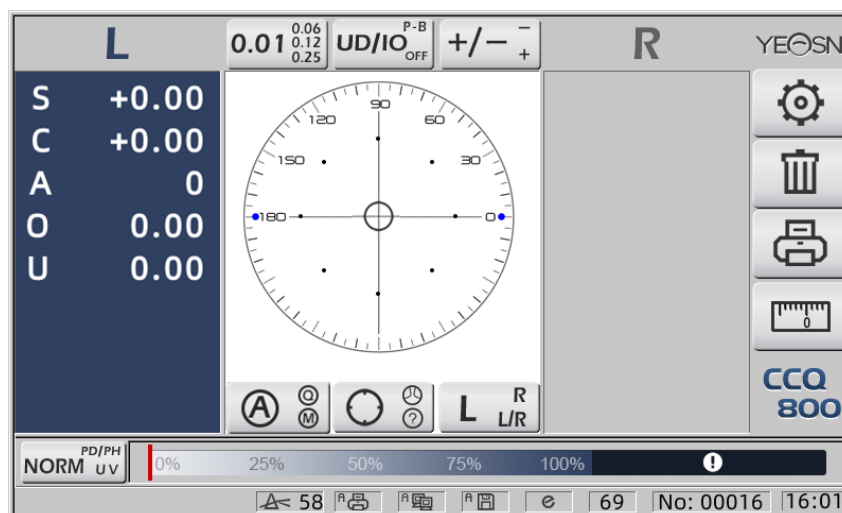 L
0.01 0.06 0.12 0.25
UD/IO P-B OFF
+/− − +
R
YEOSN
S +0.00
C +0.00
A 0
O 0.00
U 0.00
90
120 60
150 30
180 0
0
A Q M
?
L R L/R
CCQ
800
NORM PD/PH UV
0% 25% 50% 75% 100% !
58 A A A e 69 No: 00016 16:01